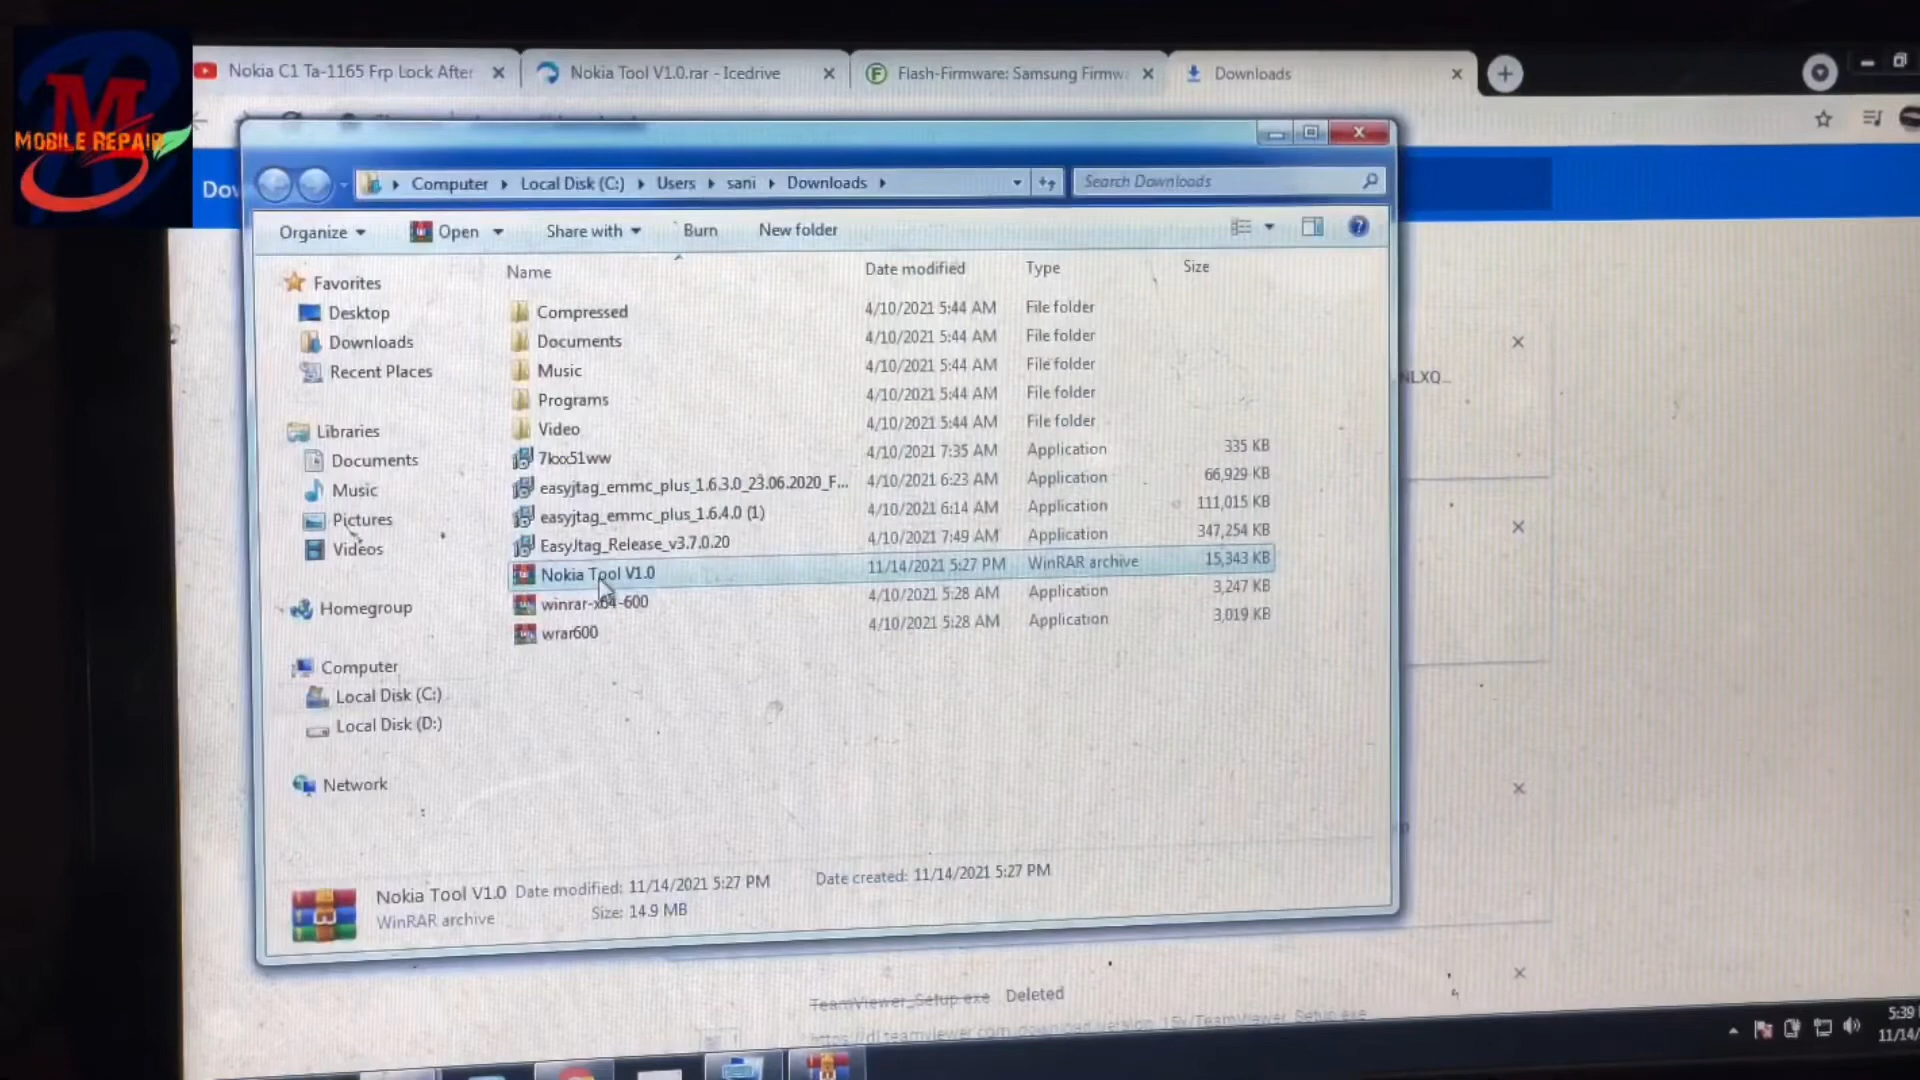 M
MOBILE REPAIR
Nokia C1 Ta-1165 Frp Lock After
Nokia Tool V1.0.rar - Icedrive
Flash-Firmware: Samsung Firmw
Downloads
Dow
Computer
Local Disk (C:)
Users
sani
Downloads
Search Downloads
Organize
Open
Share with
Burn
New folder
Name
Date modified
Type
Size
Favorites
Desktop
Downloads
Recent Places
Libraries
Documents
Music
Pictures
Videos
Homegroup
Computer
Local Disk (C:)
Local Disk (D:)
Network
Compressed 4/10/2021 5:44 AM File folder
Documents 4/10/2021 5:44 AM File folder
Music 4/10/2021 5:44 AM File folder
Programs 4/10/2021 5:44 AM File folder
Video 4/10/2021 5:44 AM File folder
7kxx51ww 4/10/2021 7:35 AM Application 335 KB
easyjtag_emmc_plus_1.6.3.0_23.06.2020_F... 4/10/2021 6:23 AM Application 66,929 KB
easyjtag_emmc_plus_1.6.4.0 (1) 4/10/2021 6:14 AM Application 111,015 KB
EasyJtag_Release_v3.7.0.20 4/10/2021 7:49 AM Application 347,254 KB
Nokia Tool V1.0 11/14/2021 5:27 PM WinRAR archive 15,343 KB
winrar-x64-600 4/10/2021 5:28 AM Application 3,247 KB
wrar600 4/10/2021 5:28 AM Application 3,019 KB
NLXQ...
Nokia Tool V1.0 Date modified: 11/14/2021 5:27 PM Date created: 11/14/2021 5:27 PM
WinRAR archive Size: 14.9 MB
TeamViewer_Setup.exe Deleted
5:39
11/14/